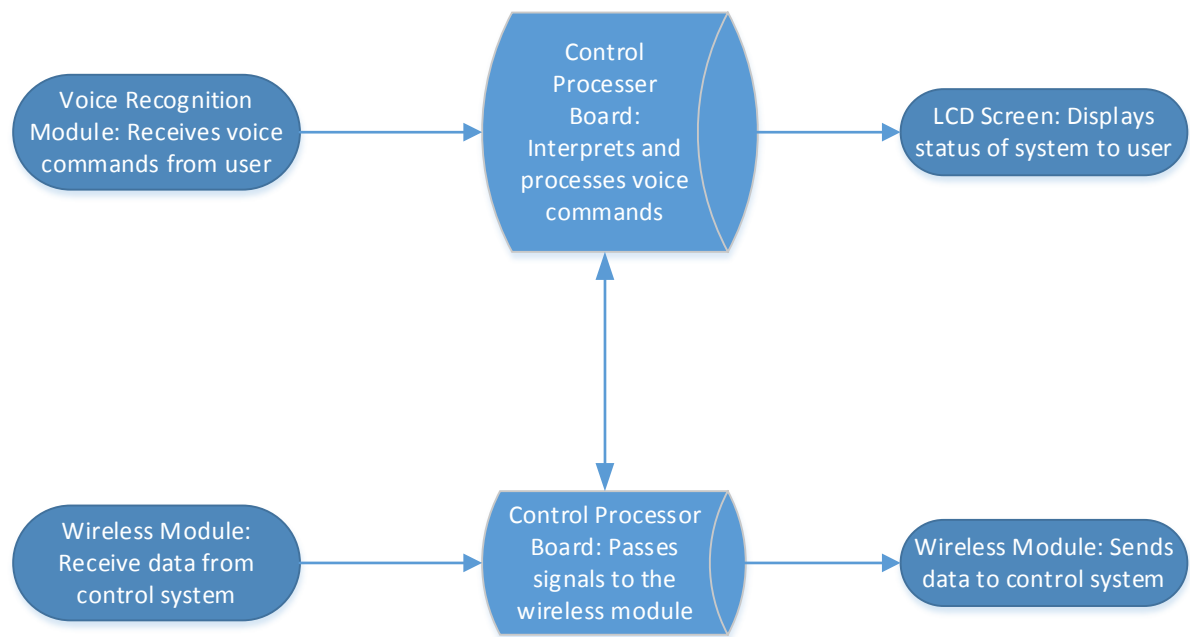 Voice Recognition
Module: Receives voice
commands from user
Control
Processer
Board:
Interprets and
processes voice
commands
LCD Screen: Displays
status of system to user
Wireless Module:
Receive data from
control system
Control Processor
Board: Passes
signals to the
wireless module
Wireless Module: Sends
data to control system